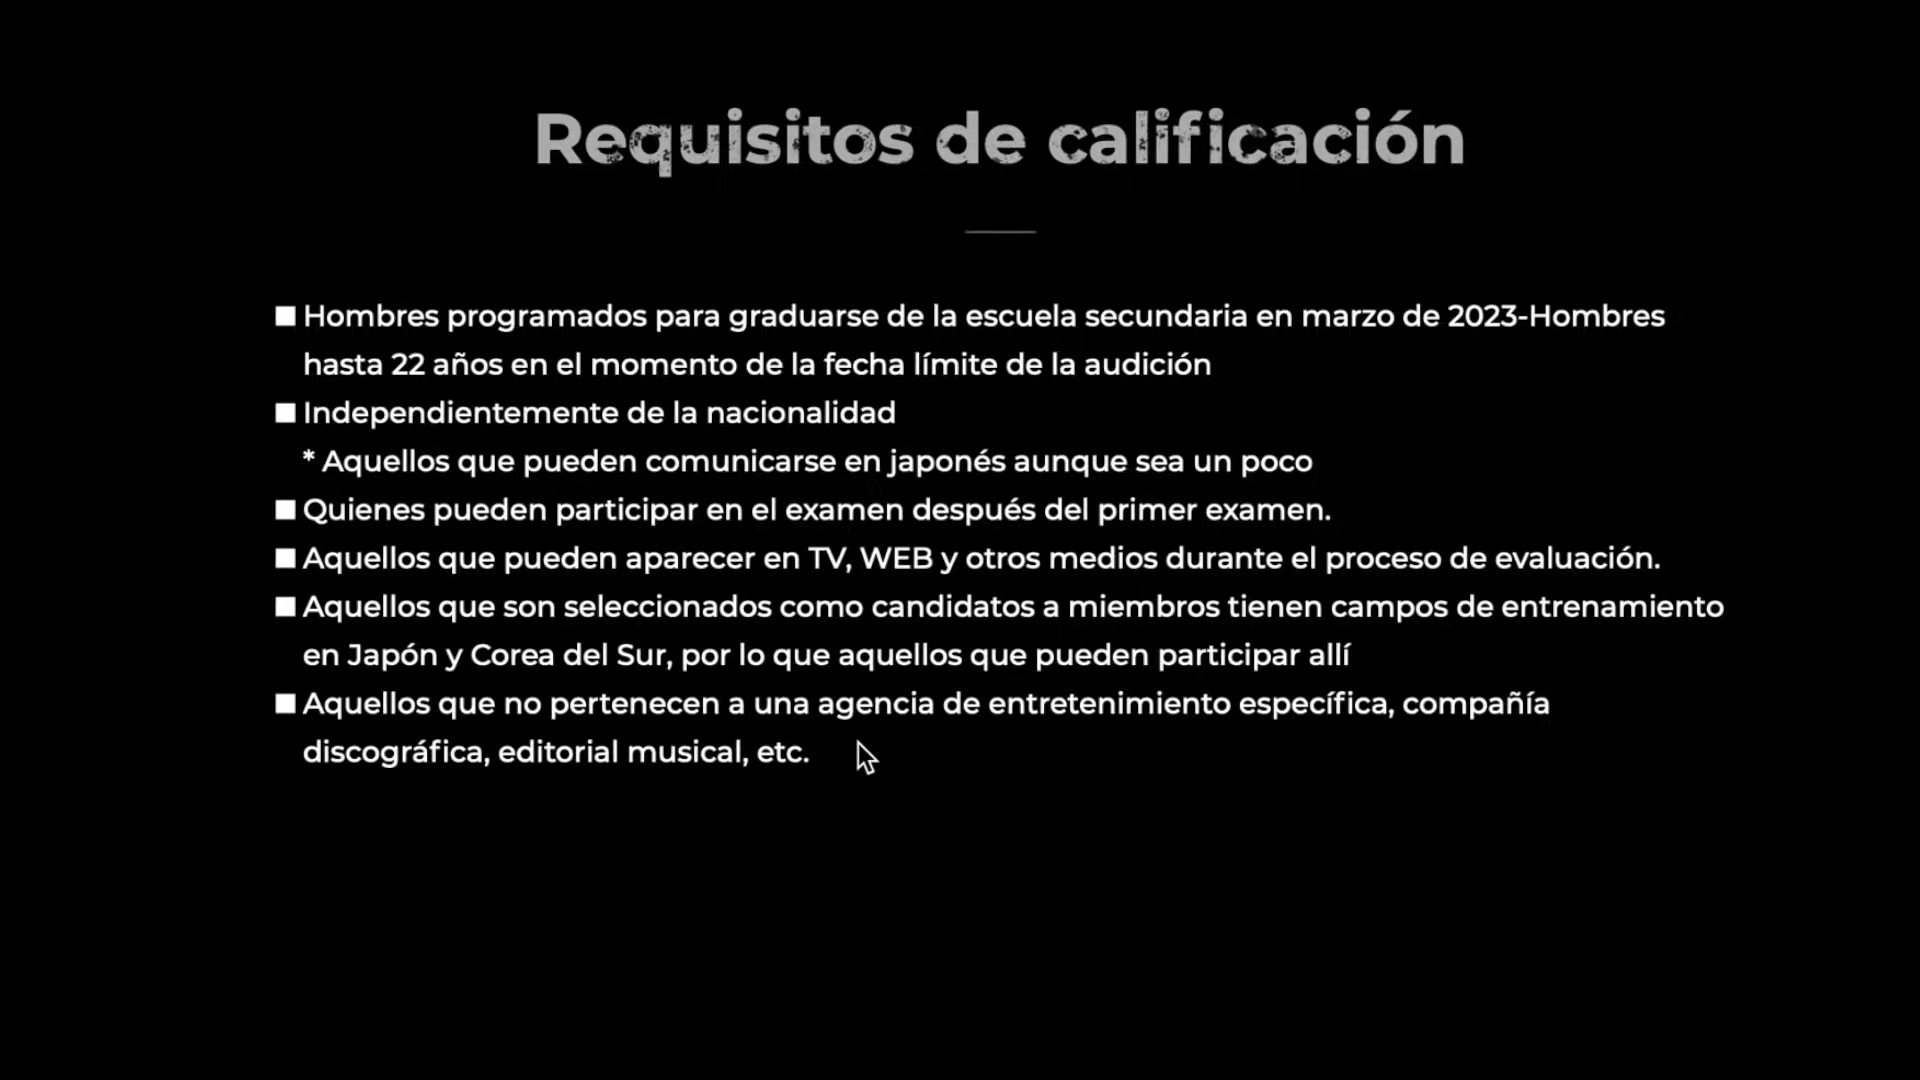 Requisitos de calificación
■ Hombres programados para graduarse de la escuela secundaria en marzo de 2023-Hombres
hasta 22 años en el momento de la fecha límite de la audición
■ Independientemente de la nacionalidad
* Aquellos que pueden comunicarse en japonés aunque sea un poco
■ Quienes pueden participar en el examen después del primer examen.
■ Aquellos que pueden aparecer en TV, WEB y otros medios durante el proceso de evaluación.
■ Aquellos que son seleccionados como candidatos a miembros tienen campos de entrenamiento
en Japón y Corea del Sur, por lo que aquellos que pueden participar allí
■ Aquellos que no pertenecen a una agencia de entretenimiento específica, compañía
discográfica, editorial musical, etc.